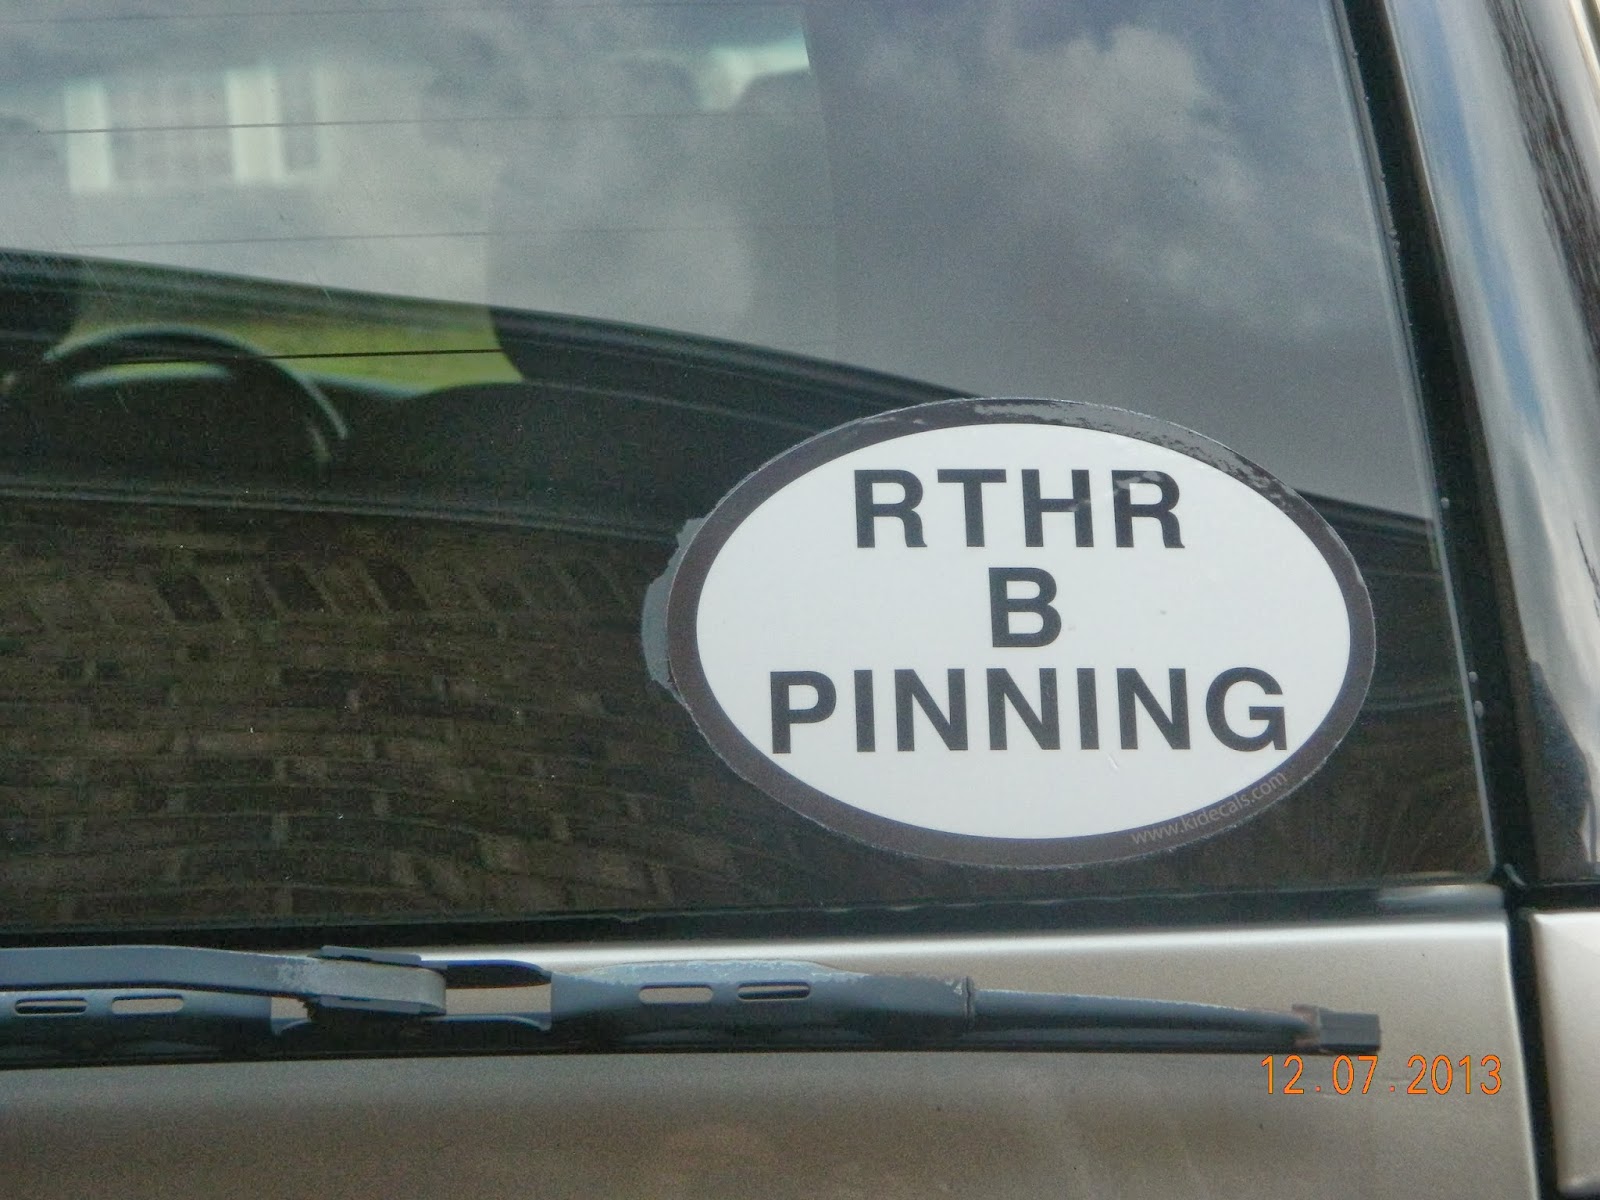 RTHR
B
PINNING
www.kidecals.com
12.07.2013